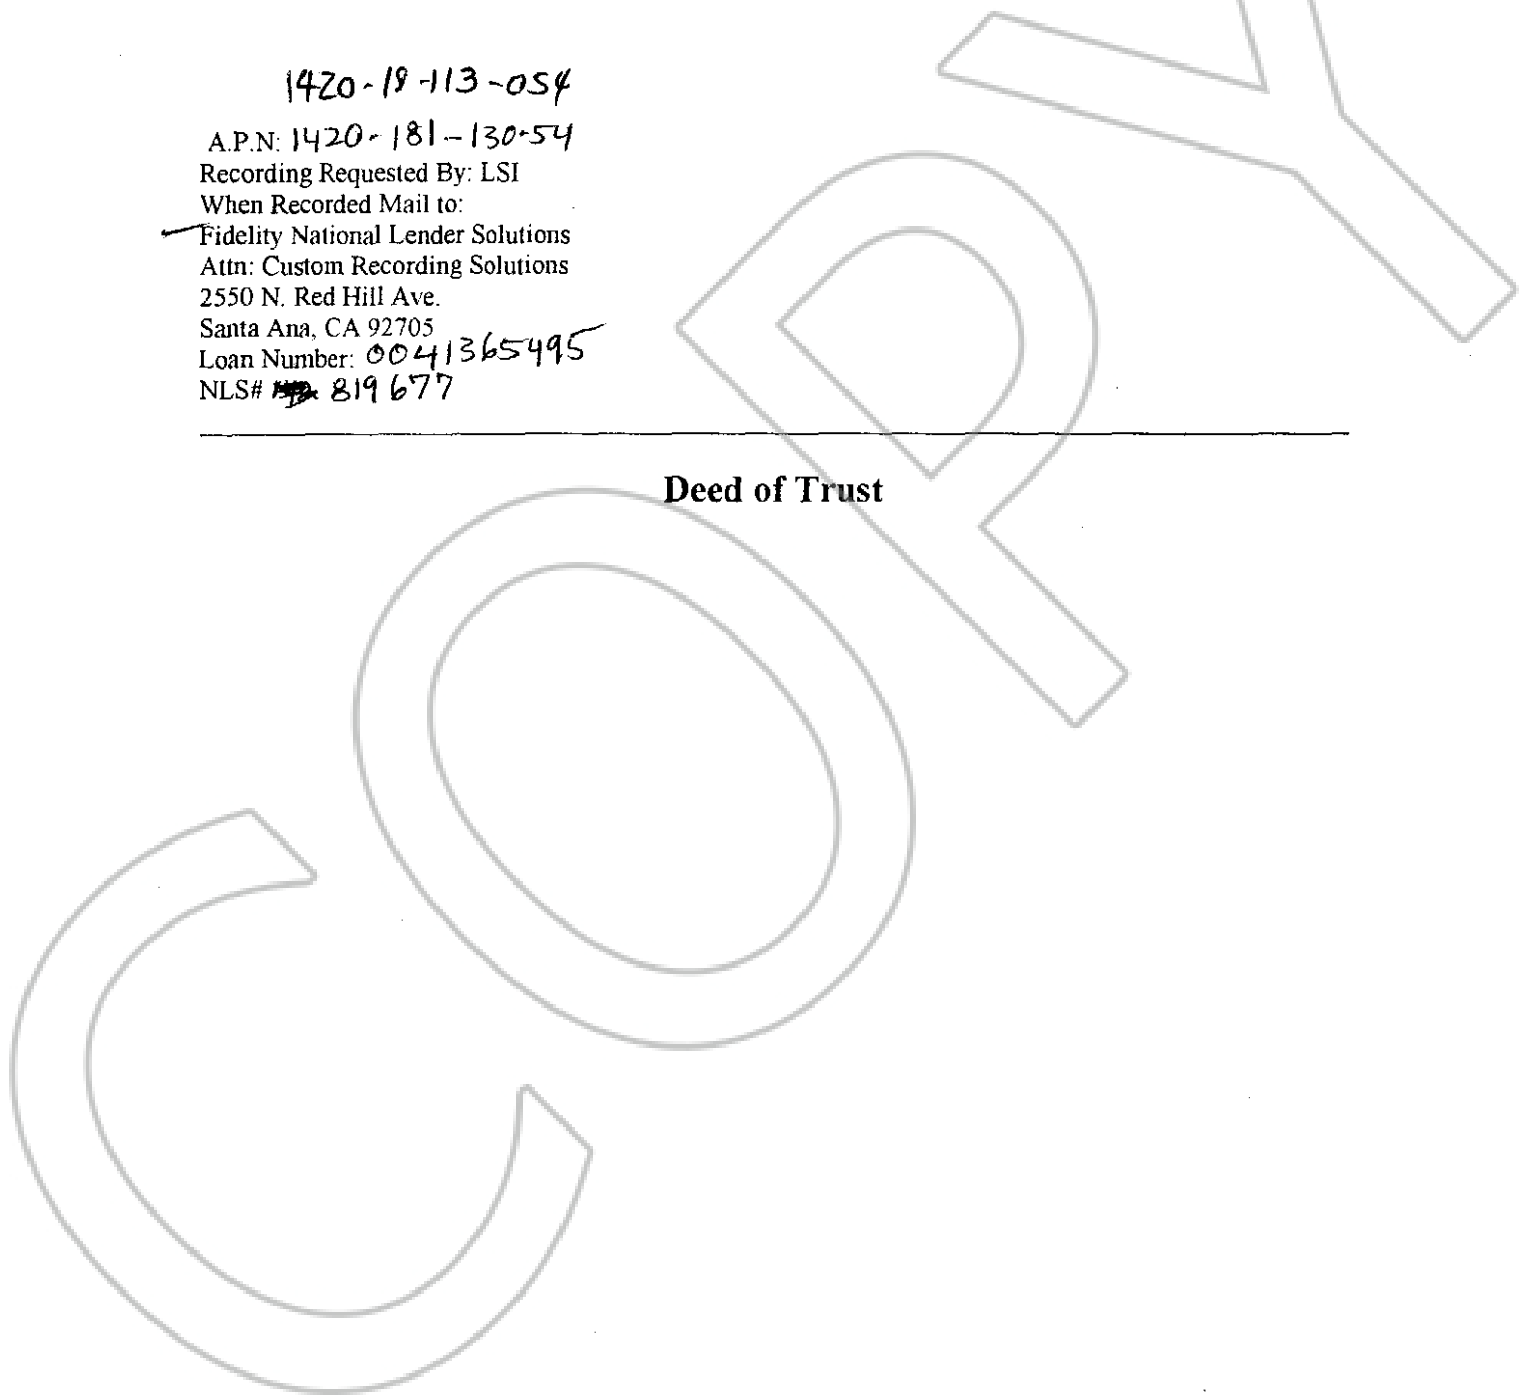 1420-18-113-054
A.P.N: 1420-181-130-54
Recording Requested By: LSI
When Recorded Mail to:
Fidelity National Lender Solutions
Attn: Custom Recording Solutions
2550 N. Red Hill Ave.
Santa Ana, CA 92705
Loan Number: 0041365495
NLS# 819677
Deed of Trust
COPY